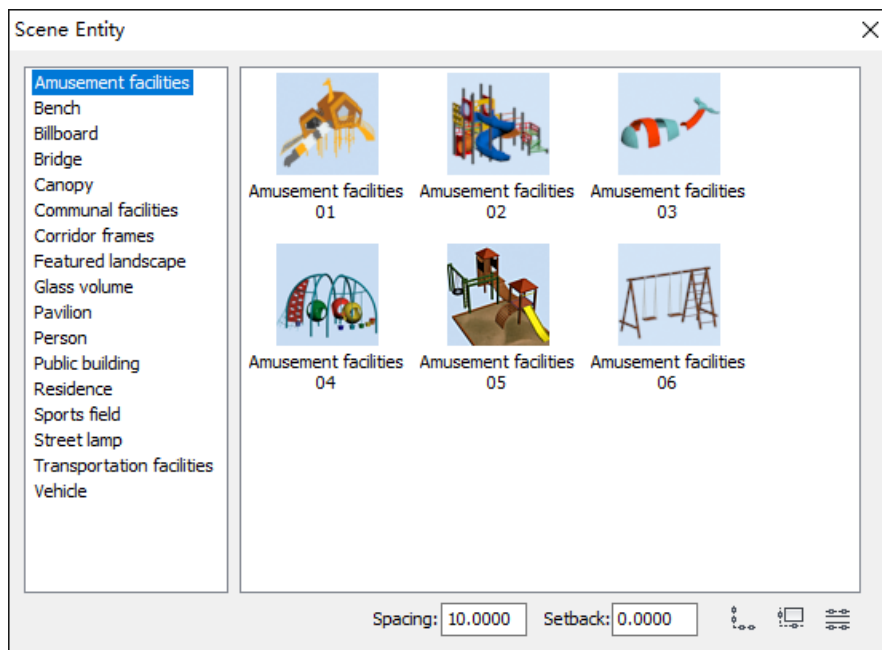 Scene Entity
Amusement facilities
Bench
Billboard
Bridge
Canopy
Communal facilities
Corridor frames
Featured landscape
Glass volume
Pavilion
Person
Public building
Residence
Sports field
Street lamp
Transportation facilities
Vehicle
Amusement facilities
01
Amusement facilities
02
Amusement facilities
03
Amusement facilities
04
Amusement facilities
05
Amusement facilities
06
Spacing: 10.0000 Setback: 0.0000